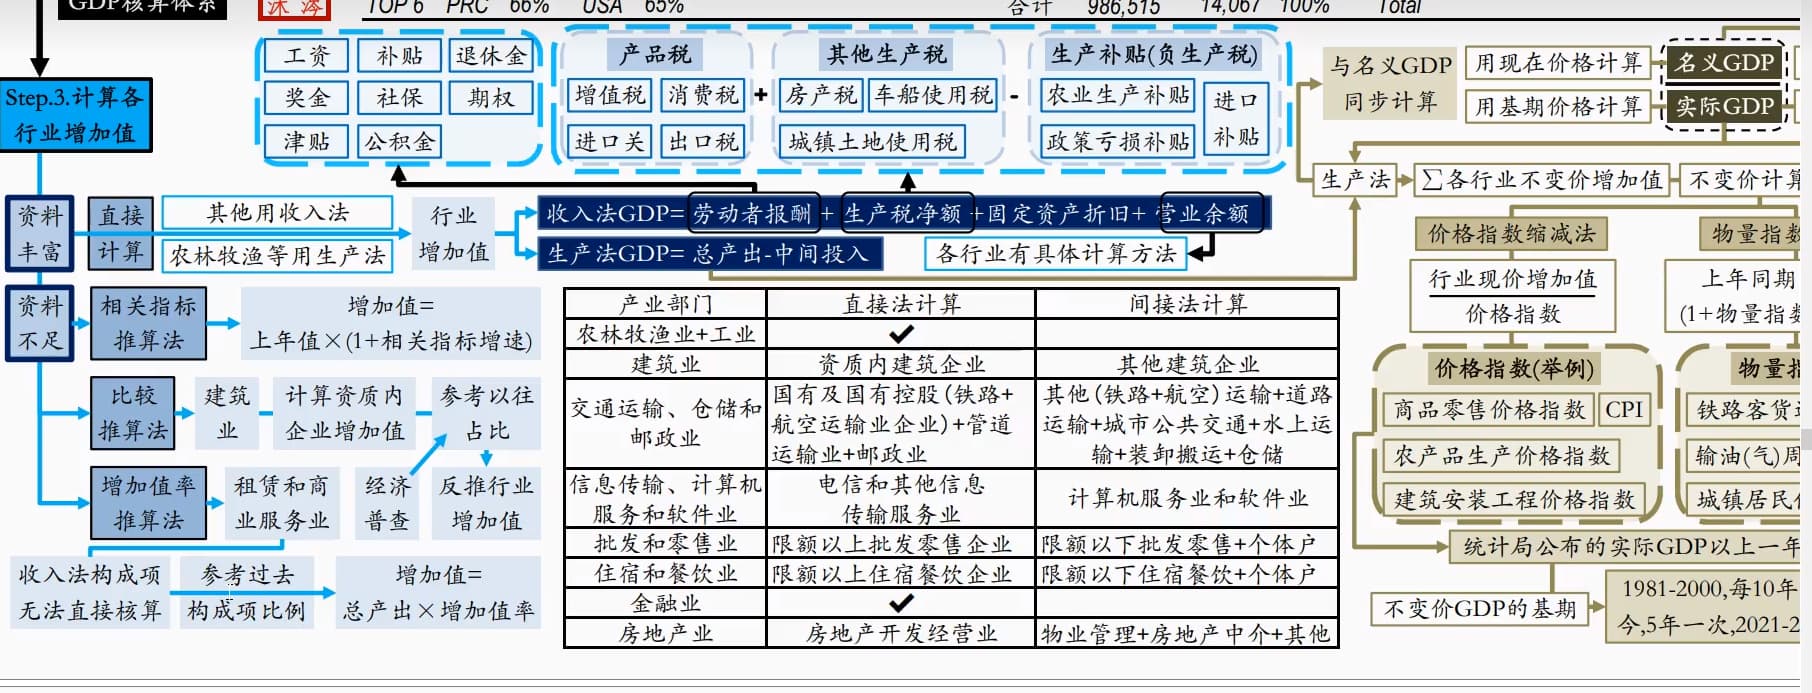 GDP核算体系
沫海
TOP 6 PRC 66% USA 65%
合计 986,515 14,067 100% Total
Step.3.计算各
行业增加值
工资 补贴 退休金
奖金 社保 期权
津贴 公积金
产品税
增值税 消费税
进口关 出口税
+
其他生产税
房产税 车船使用税
城镇土地使用税
-
生产补贴(负生产税)
农业生产补贴
政策亏损补贴
进口
补贴
与名义GDP
同步计算
用现在价格计算 名义GDP
用基期价格计算 实际GDP
生产法 ∑各行业不变价增加值 不变价计算
资料
丰富
直接
计算
其他用收入法
农林牧渔等用生产法
行业
增加值
收入法GDP= 劳动者报酬 + 生产税净额 +固定资产折旧+ 营业余额
生产法GDP= 总产出-中间投入
各行业有具体计算方法
价格指数缩减法
行业现价增加值
价格指数
物量指数
上年同期
(1+物量指数
资料
不足
相关指标
推算法
增加值=
上年值×(1+相关指标增速)
比较
推算法
建筑
业
计算资质内
企业增加值
参考以往
占比
增加值率
推算法
租赁和商
业服务业
经济
普查
反推行业
增加值
收入法构成项
无法直接核算
参考过去
构成项比例
增加值=
总产出×增加值率
产业部门 直接法计算 间接法计算
农林牧渔业+工业 ✔
建筑业 资质内建筑企业 其他建筑企业
交通运输、仓储和
邮政业
国有及国有控股(铁路+
航空运输业企业)+管道
运输业+邮政业
其他(铁路+航空)运输+道路
运输+城市公共交通+水上运
输+装卸搬运+仓储
信息传输、计算机
服务和软件业
电信和其他信息
传输服务业
计算机服务业和软件业
批发和零售业 限额以上批发零售企业 限额以下批发零售+个体户
住宿和餐饮业 限额以上住宿餐饮企业 限额以下住宿餐饮+个体户
金融业 ✔
房地产业 房地产开发经营业 物业管理+房地产中介+其他
价格指数(举例)
商品零售价格指数 CPI
农产品生产价格指数
建筑安装工程价格指数
物量指
铁路客货
输油(气)周
城镇居民
统计局公布的实际GDP以上一年
不变价GDP的基期
1981-2000,每10年
今,5年一次,2021-2